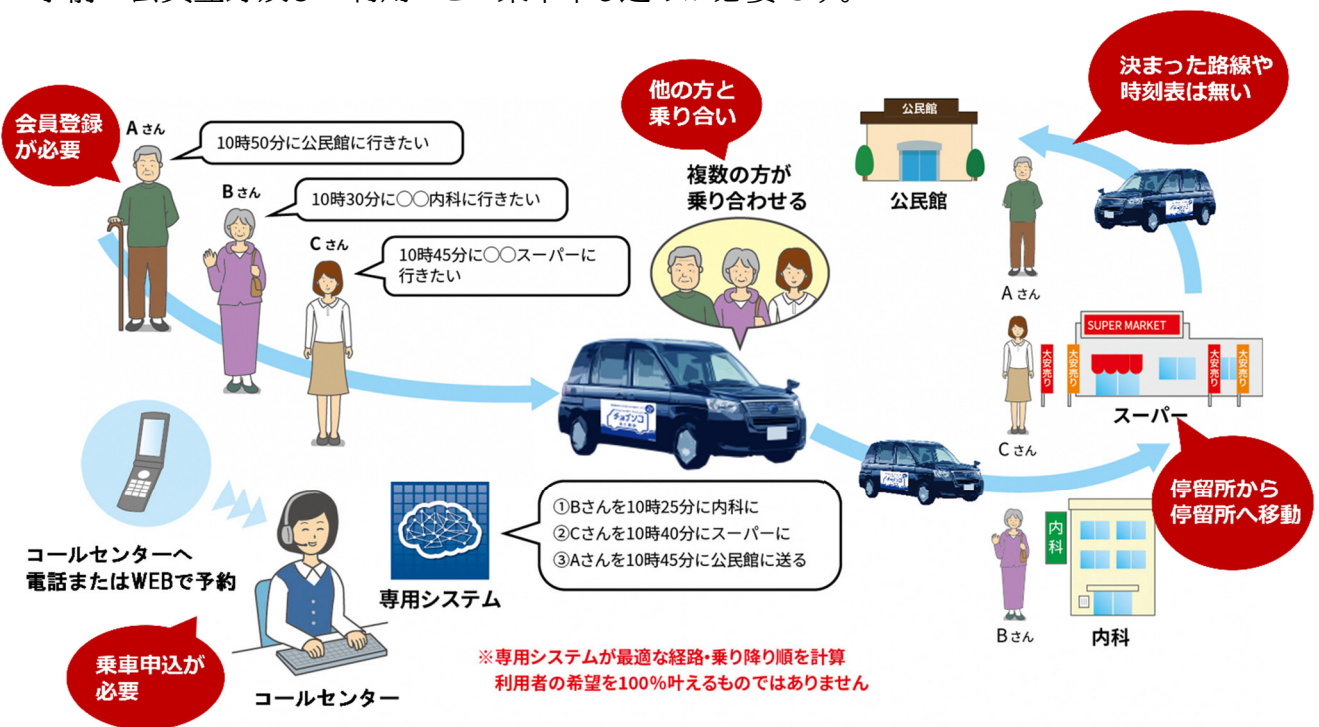 会員登録
が必要
Aさん
10時50分に公民館に行きたい
Bさん
10時30分に○○内科に行きたい
Cさん
10時45分に○○スーパーに
行きたい
他の方と
乗り合い
複数の方が
乗り合わせる
決まった路線や
時刻表は無い
公民館
公民館
Aさん
SUPER MARKET
大安売り
大安売り
大安売り
大安売り
スーパー
Cさん
停留所から
停留所へ移動
内科
Bさん
内科
チョイソコ
コールセンターへ
電話またはWEBで予約
専用システム
①Bさんを10時25分に内科に
②Cさんを10時40分にスーパーに
③Aさんを10時45分に公民館に送る
乗車申込が
必要
コールセンター
※専用システムが最適な経路・乗り降り順を計算
利用者の希望を100%叶えるものではありません